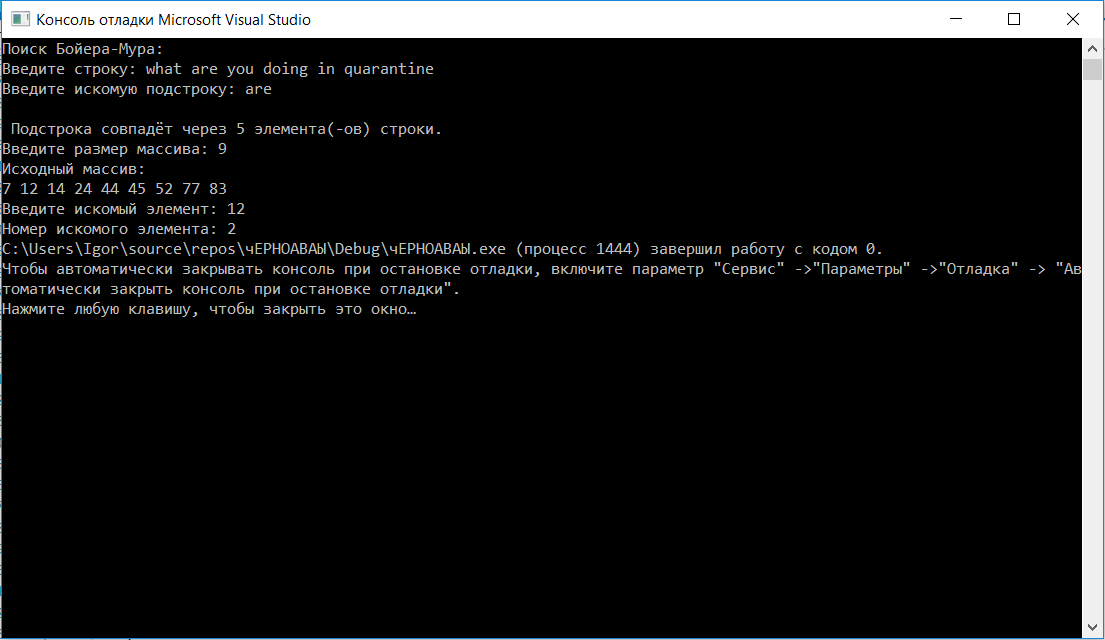 Консоль отладки Microsoft Visual Studio
Поиск Бойера-Мура:
Введите строку: what are you doing in quarantine
Введите искомую подстроку: are
Подстрока совпадёт через 5 элемента(-ов) строки.
Введите размер массива: 9
Исходный массив:
7 12 14 24 44 45 52 77 83
Введите искомый элемент: 12
Номер искомого элемента: 2
C:\Users\Igor\source\repos\чЕРНОАВАЫ\Debug\чЕРНОАВАЫ.exe (процесс 1444) завершил работу с кодом 0.
Чтобы автоматически закрывать консоль при остановке отладки, включите параметр "Сервис" ->"Параметры" ->"Отладка" -> "Ав
томатически закрыть консоль при остановке отладки".
Нажмите любую клавишу, чтобы закрыть это окно…